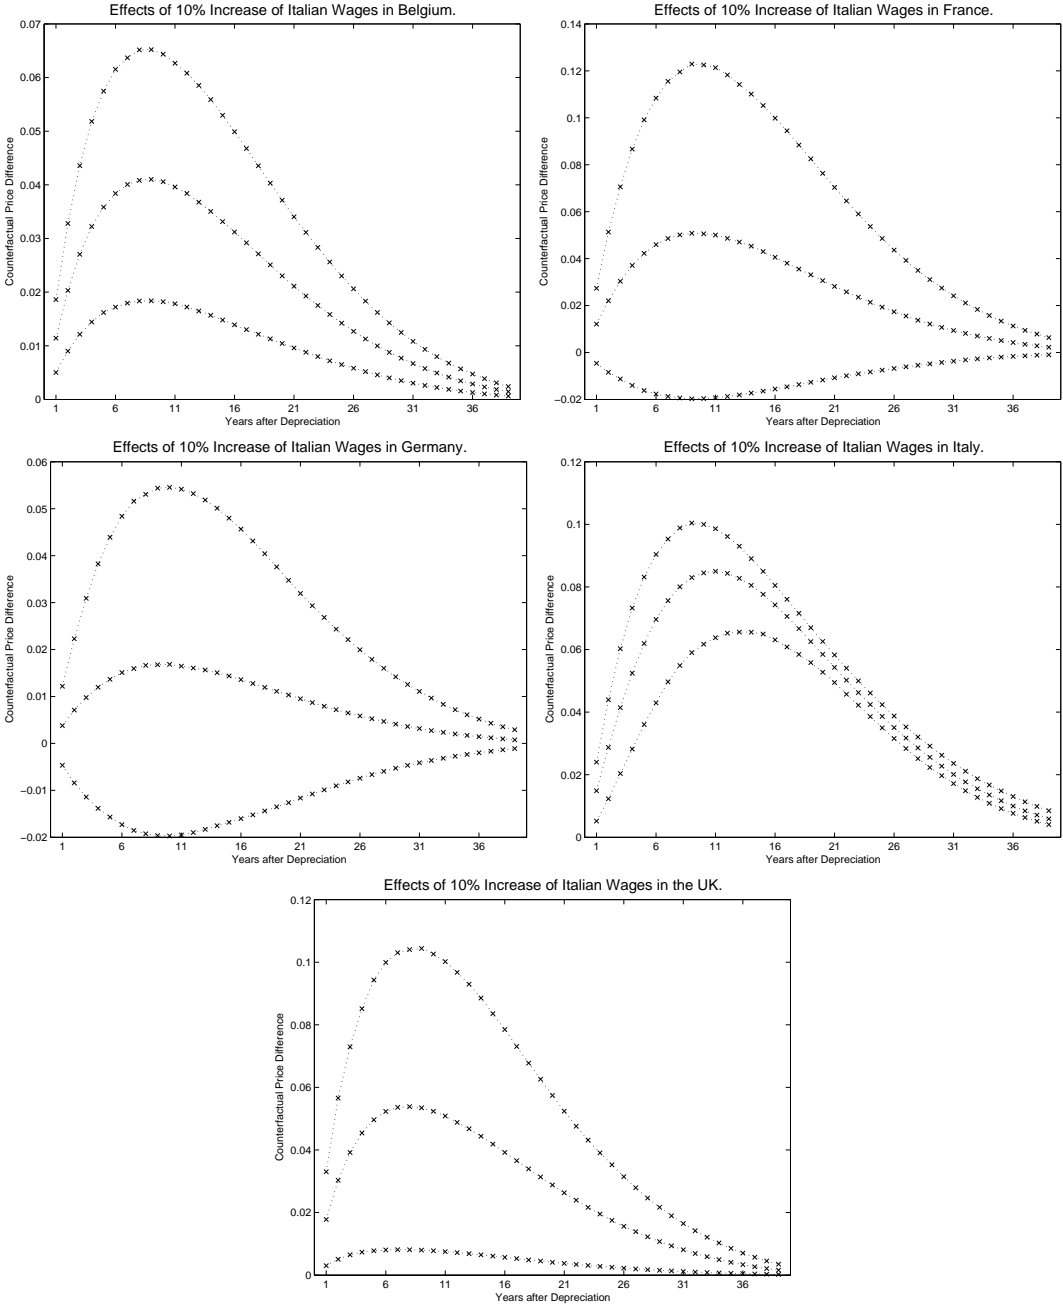 Effects of 10% Increase of Italian Wages in Belgium.
0.07
0.06
0.05
0.04
0.03
0.02
0.01
0
Counterfactual Price Difference
1 6 11 16 21 26 31 36
Years after Depreciation
Effects of 10% Increase of Italian Wages in France.
0.14
0.12
0.1
0.08
0.06
0.04
0.02
0
−0.02
Counterfactual Price Difference
1 6 11 16 21 26 31 36
Years after Depreciation
Effects of 10% Increase of Italian Wages in Germany.
0.06
0.05
0.04
0.03
0.02
0.01
0
−0.01
−0.02
Counterfactual Price Difference
1 6 11 16 21 26 31 36
Years after Depreciation
Effects of 10% Increase of Italian Wages in Italy.
0.12
0.1
0.08
0.06
0.04
0.02
0
Counterfactual Price Difference
1 6 11 16 21 26 31 36
Years after Depreciation
Effects of 10% Increase of Italian Wages in the UK.
0.12
0.1
0.08
0.06
0.04
0.02
0
Counterfactual Price Difference
1 6 11 16 21 26 31 36
Years after Depreciation